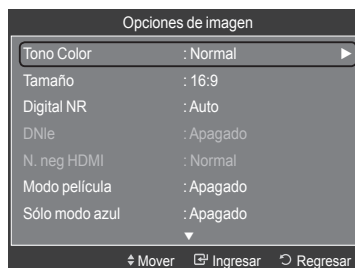 Opciones de imagen
Tono Color : Normal ►
Tamaño : 16:9
Digital NR : Auto
DNIe : Apagado
N. neg HDMI : Normal
Modo película : Apagado
Sólo modo azul : Apagado
▼
Mover Ingresar Regresar